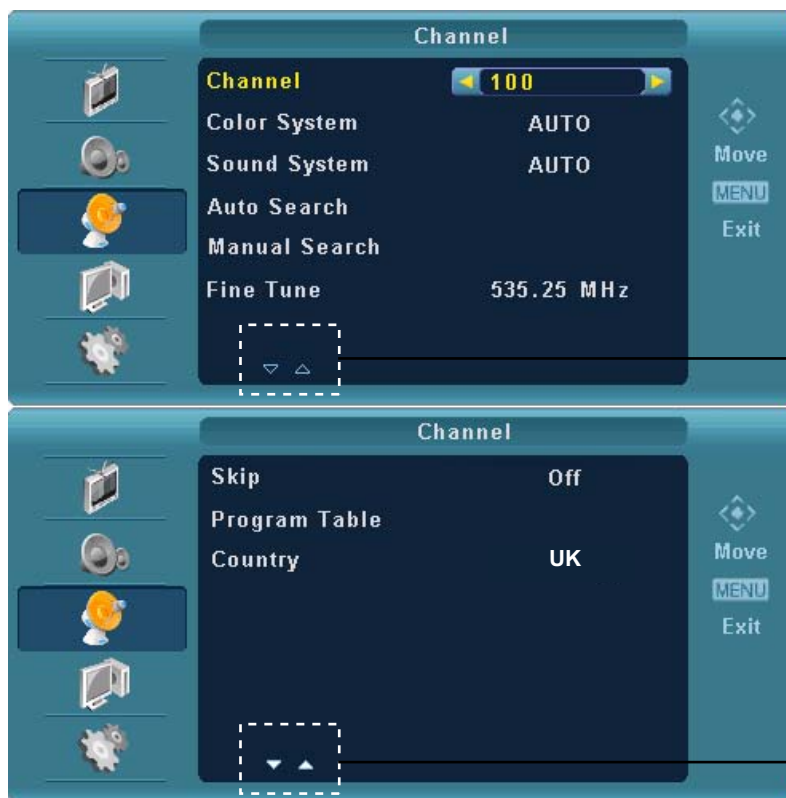 Channel
Channel 100
Color System AUTO
Sound System AUTO
Auto Search
Manual Search
Fine Tune 535.25 MHz
Move
MENU
Exit
Channel
Skip Off
Program Table
Country UK
Move
MENU
Exit